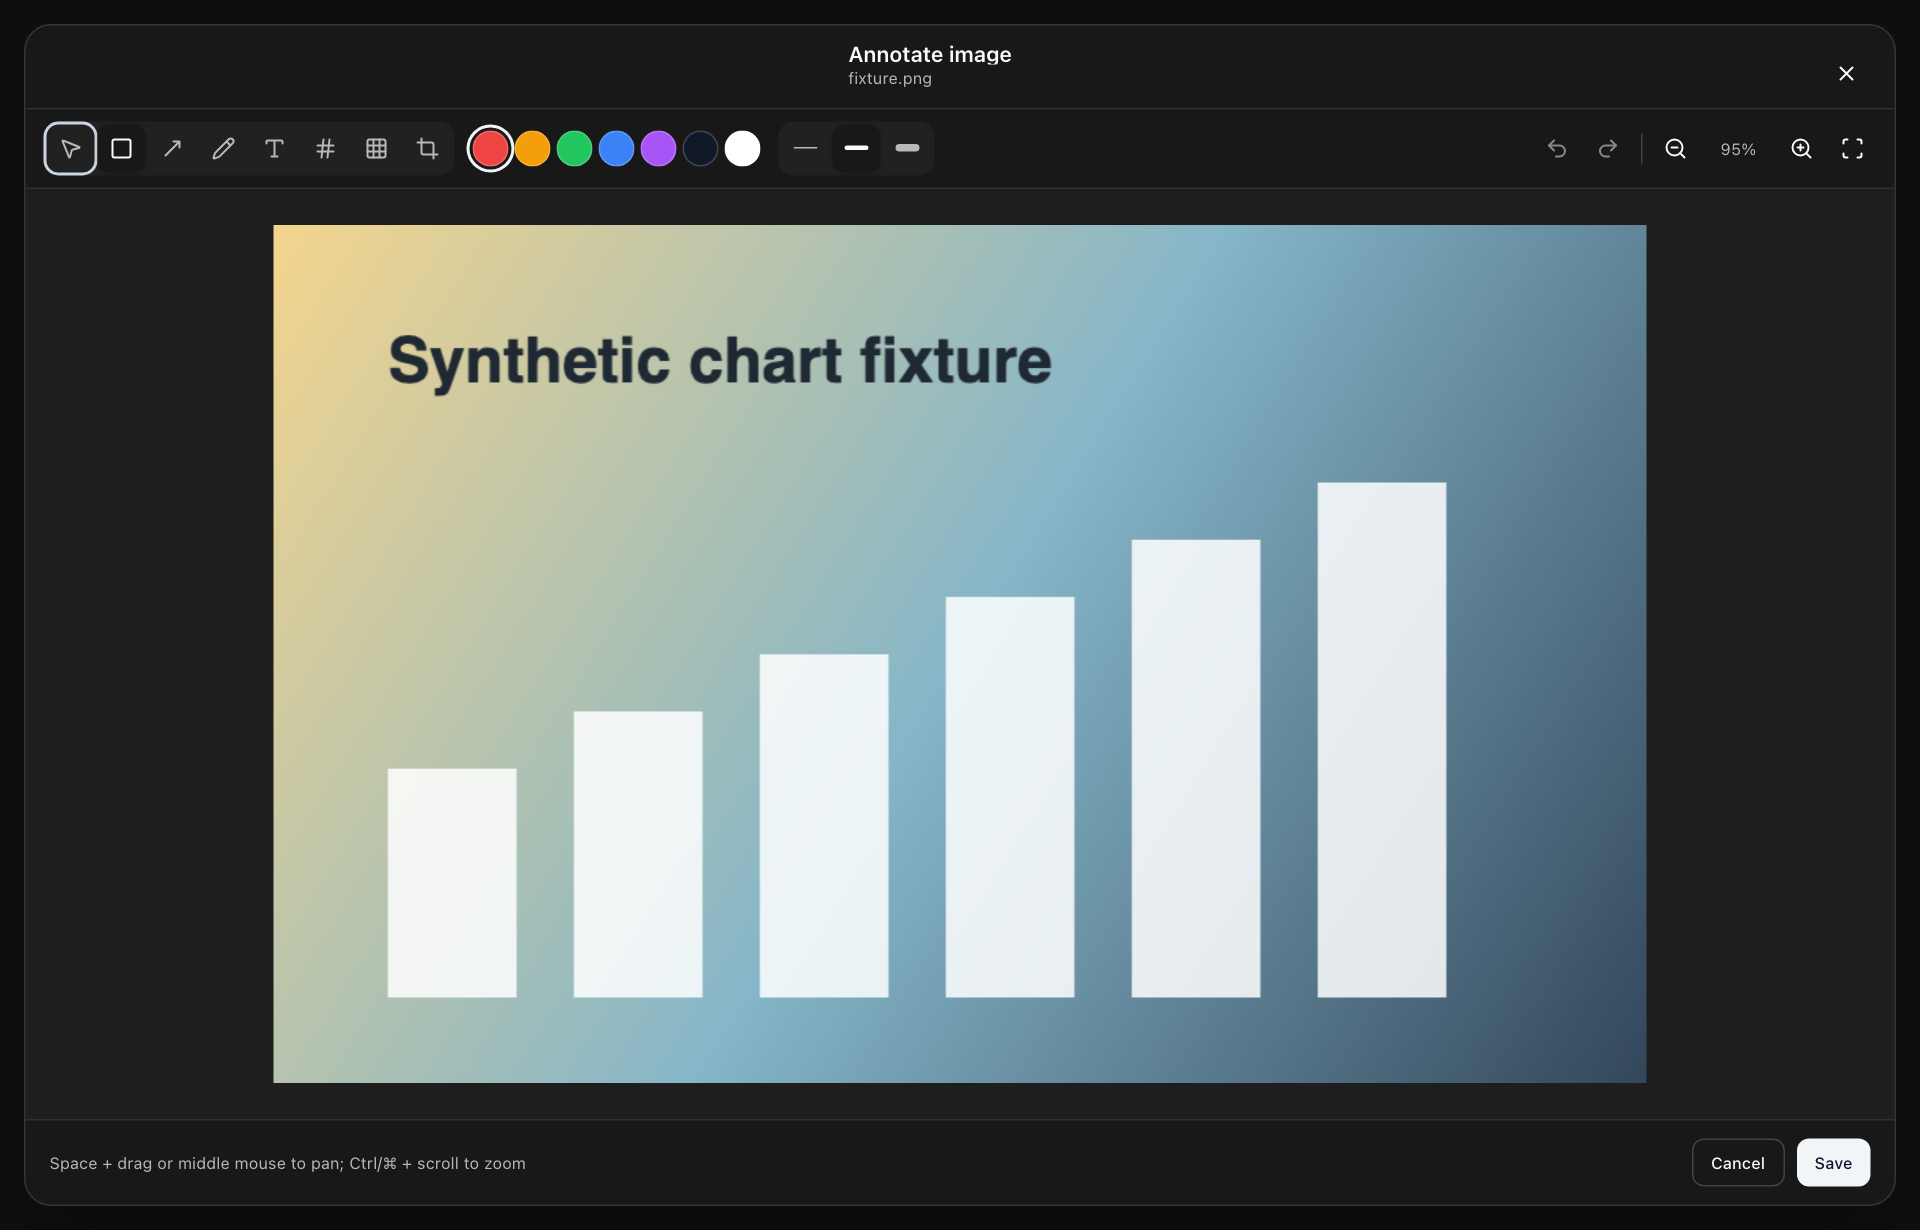 Annotate image
fixture.png
95%
Synthetic chart fixture
Space + drag or middle mouse to pan; Ctrl/⌘ + scroll to zoom
Cancel
Save